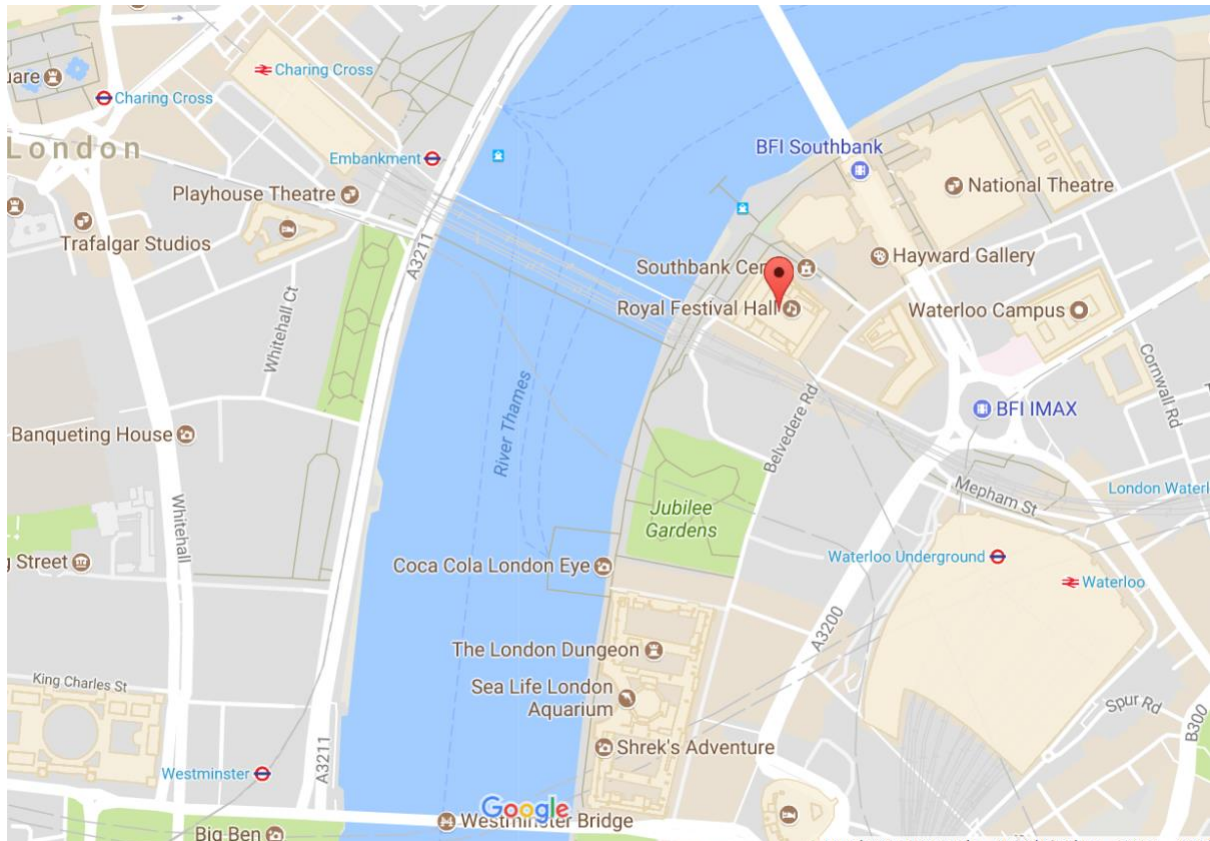 uare
Charing Cross
Charing Cross
London
Embankment
Playhouse Theatre
Trafalgar Studios
A3211
BFI Southbank
National Theatre
Hayward Gallery
Southbank Cen
Royal Festival Hall
Waterloo Campus
Cornwall Rd
Whitehall Ct
River Thames
Belvedere Rd
BFI IMAX
Banqueting House
Mepham St
London Waterl
Whitehall
Jubilee
Gardens
Street
Coca Cola London Eye
Waterloo Underground
Waterloo
A3200
The London Dungeon
Sea Life London
Aquarium
King Charles St
Spur Rd
B300
Shrek's Adventure
Westminster
A3211
Google
Westminster Bridge
Big Ben